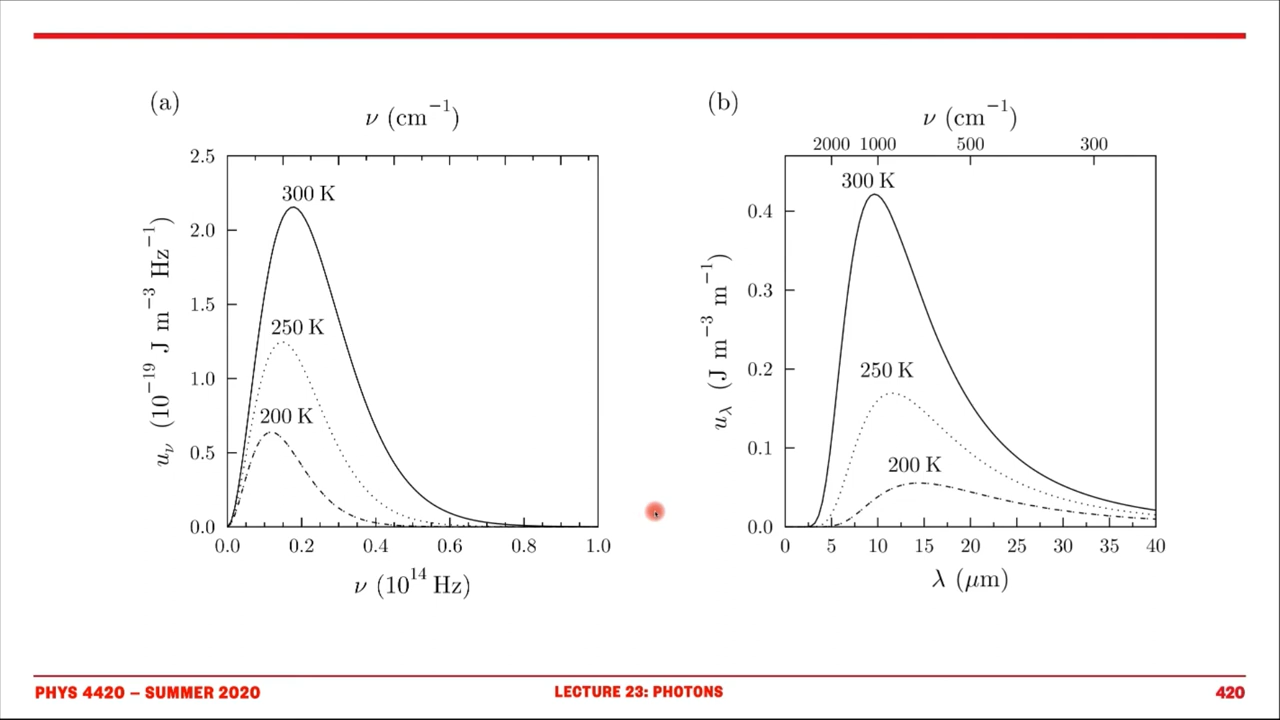 (a)
ν (cm⁻¹)
2.5
2.0
1.5
1.0
0.5
0.0
u_ν (10⁻¹⁹ J m⁻³ Hz⁻¹)
300 K
250 K
200 K
0.0 0.2 0.4 0.6 0.8 1.0
ν (10¹⁴ Hz)
(b)
ν (cm⁻¹)
2000 1000 500 300
0.4
0.3
0.2
0.1
0.0
u_λ (J m⁻³ m⁻¹)
300 K
250 K
200 K
0 5 10 15 20 25 30 35 40
λ (μm)
PHYS 4420 – SUMMER 2020
LECTURE 23: PHOTONS
420